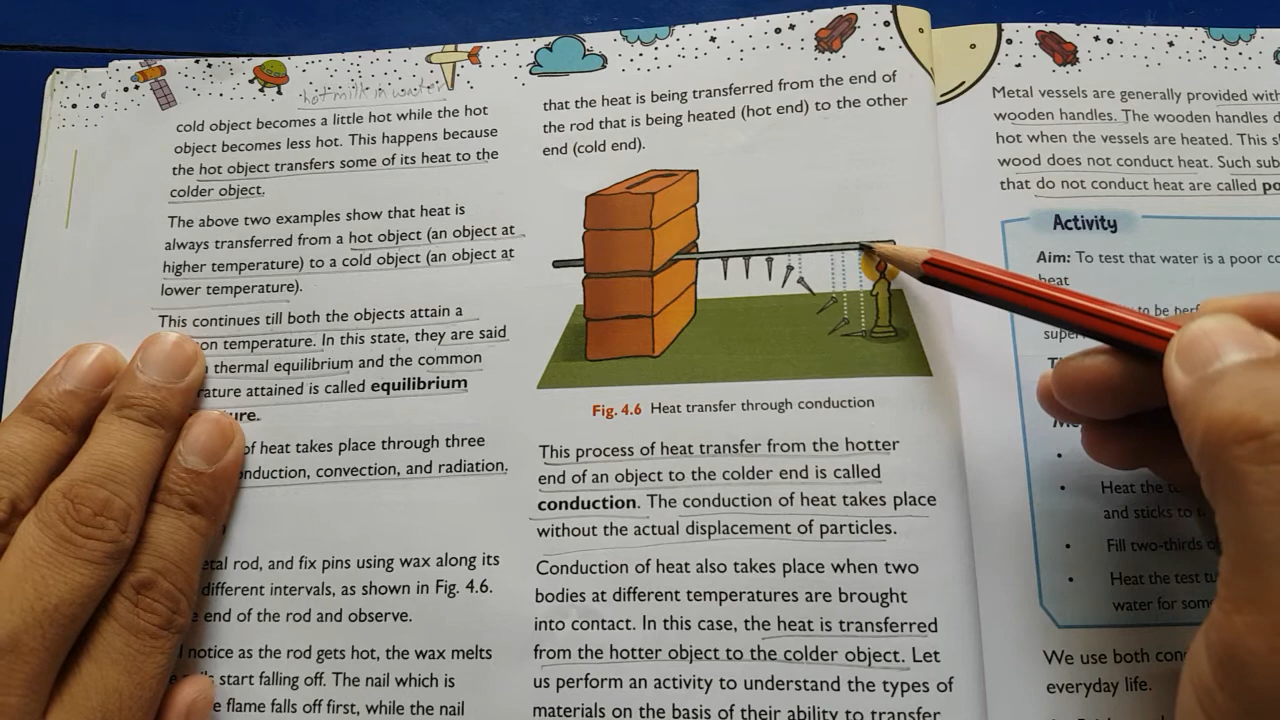 hot milk in water
cold object becomes a little hot while the hot
object becomes less hot. This happens because
the hot object transfers some of its heat to the
colder object.
The above two examples show that heat is
always transferred from a hot object (an object at
higher temperature) to a cold object (an object at
lower temperature).
This continues till both the objects attain a
temperature. In this state, they are said
thermal equilibrium and the common
attained is called equilibrium
of heat takes place through three
convection, and radiation.
rod, and fix pins using wax along its
different intervals, as shown in Fig. 4.6.
end of the rod and observe.
notice as the rod gets hot, the wax melts
start falling off. The nail which is
flame falls off first, while the nail
that the heat is being transferred from the end of
the rod that is being heated (hot end) to the other
end (cold end).
Fig. 4.6 Heat transfer through conduction
This process of heat transfer from the hotter
end of an object to the colder end is called
conduction. The conduction of heat takes place
without the actual displacement of particles.
Conduction of heat also takes place when two
bodies at different temperatures are brought
into contact. In this case, the heat is transferred
from the hotter object to the colder object. Let
us perform an activity to understand the types of
materials on the basis of their ability to transfer
Metal vessels are generally provided with
wooden handles. The wooden handles
hot when the vessels are heated. This
wood does not conduct heat. Such
that do not conduct heat are called
Activity
Aim: To test that water is a poor
heat
to be
• Heat the
and sticks to
• Fill two-thirds
• Heat the test
water for
We use both
everyday life.